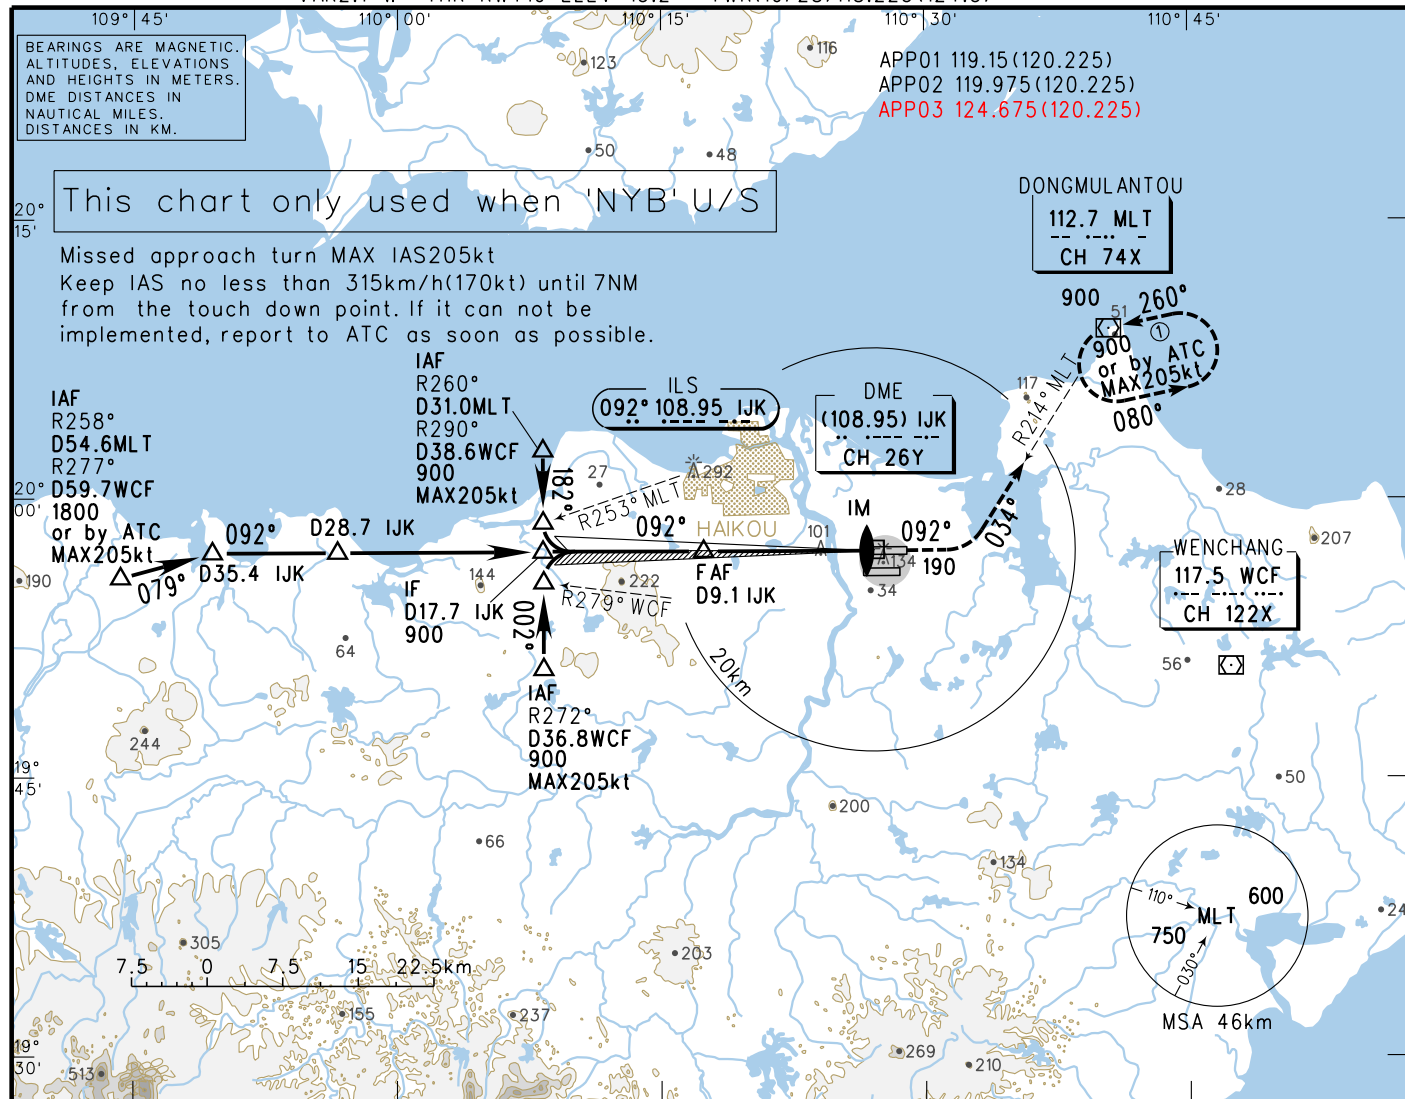 109°45'
110°00'
110°15'
110°30'
110°45'
BEARINGS ARE MAGNETIC.
ALTITUDES, ELEVATIONS
AND HEIGHTS IN METERS.
DME DISTANCES IN
NAUTICAL MILES.
DISTANCES IN KM.
123
116
50
48
APP01 119.15(120.225)
APP02 119.975(120.225)
APP03 124.675(120.225)
This chart only used when 'NYB' U/S
20°
15'
Missed approach turn MAX IAS205kt
Keep IAS no less than 315km/h(170kt) until 7NM
from the touch down point. If it can not be
implemented, report to ATC as soon as possible.
DONGMULANTOU
112.7 MLT
CH 74X
900
51
260°
①
900
or by ATC
MAX205kt
080°
117
R214° MLT
034°
IAF
R258°
D54.6MLT
R277°
D59.7WCF
1800
or by ATC
MAX205kt
079°
IAF
R260°
D31.0MLT
R290°
D38.6WCF
900
MAX205kt
182°
ILS
092° 108.95 IJK
DME
(108.95) IJK
CH 26Y
27
292
R253° MLT
20°
00'
092°
D35.4 IJK
D28.7 IJK
092°
HAIKOU
101
IM
092°
190
134
34
28
207
WENCHANG
117.5 WCF
CH 122X
56
190
144
IF
D17.7 IJK
900
222
R279° WCF
FAF
D9.1 IJK
002°
64
20km
IAF
R272°
D36.8WCF
900
MAX205kt
244
19°
45'
50
200
66
134
110°
MLT
600
750
030°
MSA 46km
24
305
203
7.5 0 7.5 15 22.5km
155
237
269
210
19°
30'
513